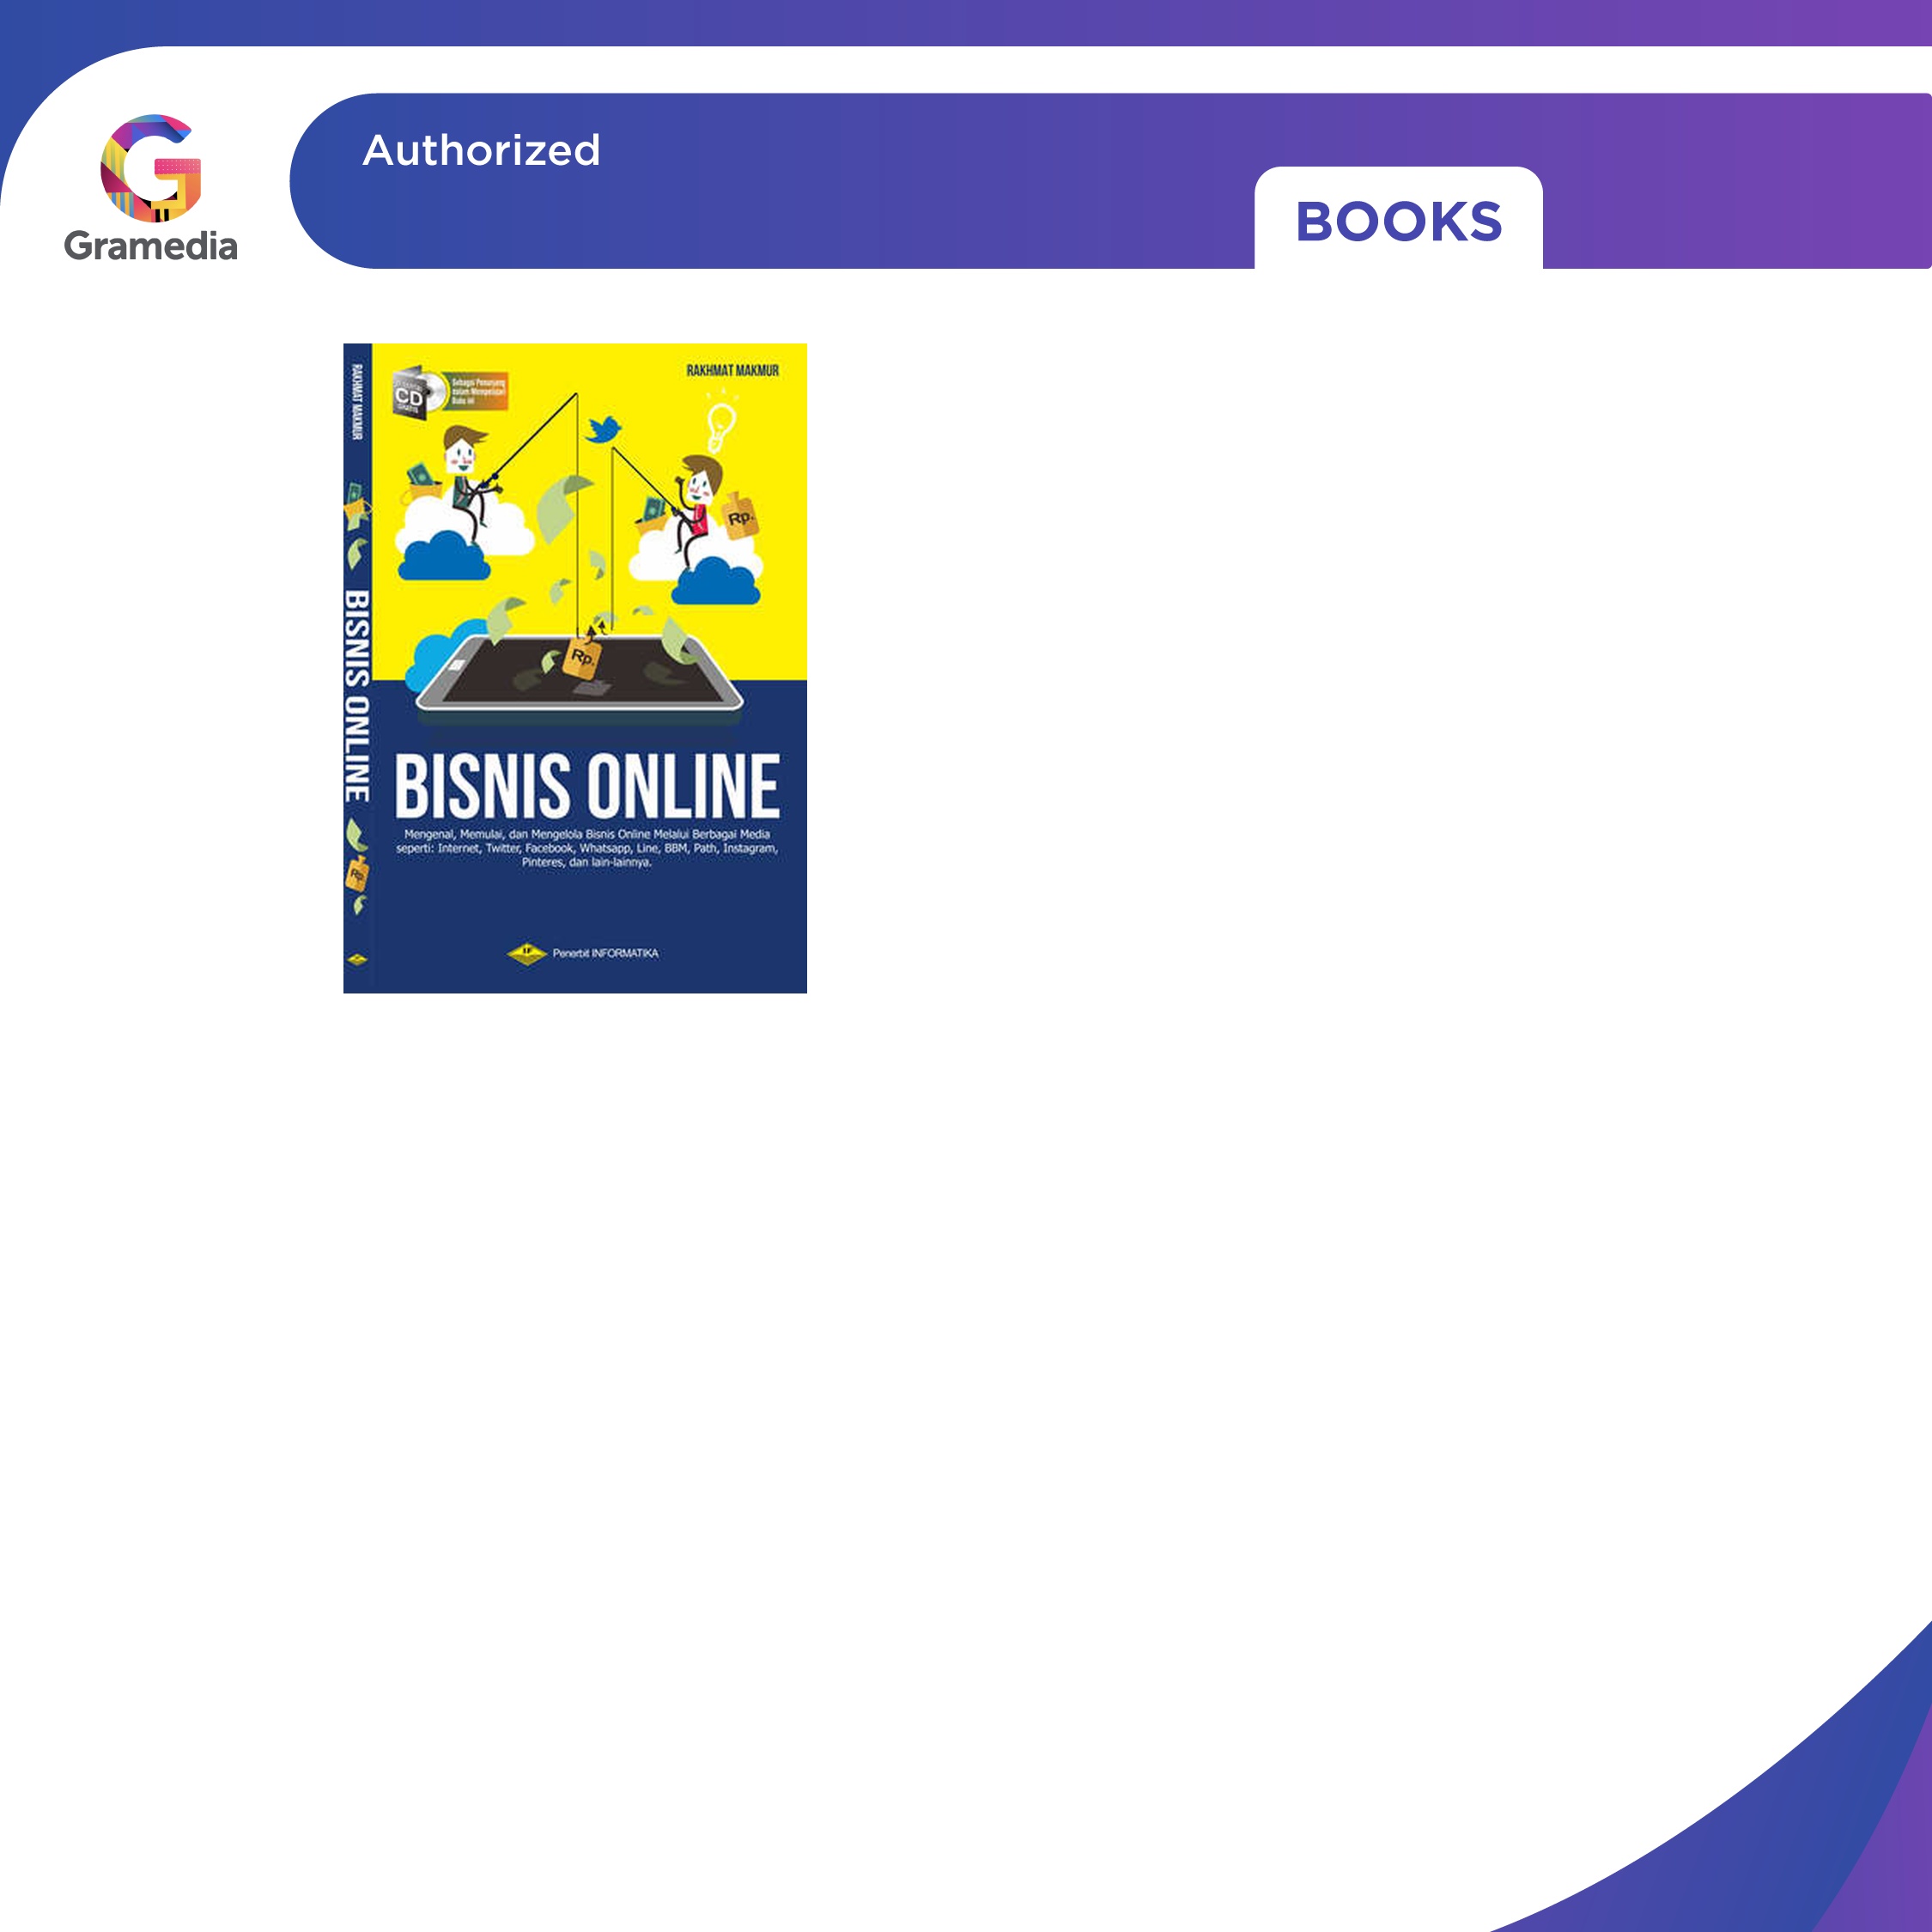 Gramedia
Authorized
BOOKS
RAKHMAT MAKMUR
BISNIS ONLINE
Rp.
CD
GRATIS
Sebagai Penunjang
dalam Mempelajari
Buku ini
RAKHMAT MAKMUR
Rp.
Rp.
BISNIS ONLINE
Mengenal, Memulai, dan Mengelola Bisnis Online Melalui Berbagai Media
seperti: Internet, Twitter, Facebook, Whatsapp, Line, BBM, Path, Instagram,
Pinteres, dan lain-lainnya.
IF Penerbit INFORMATIKA